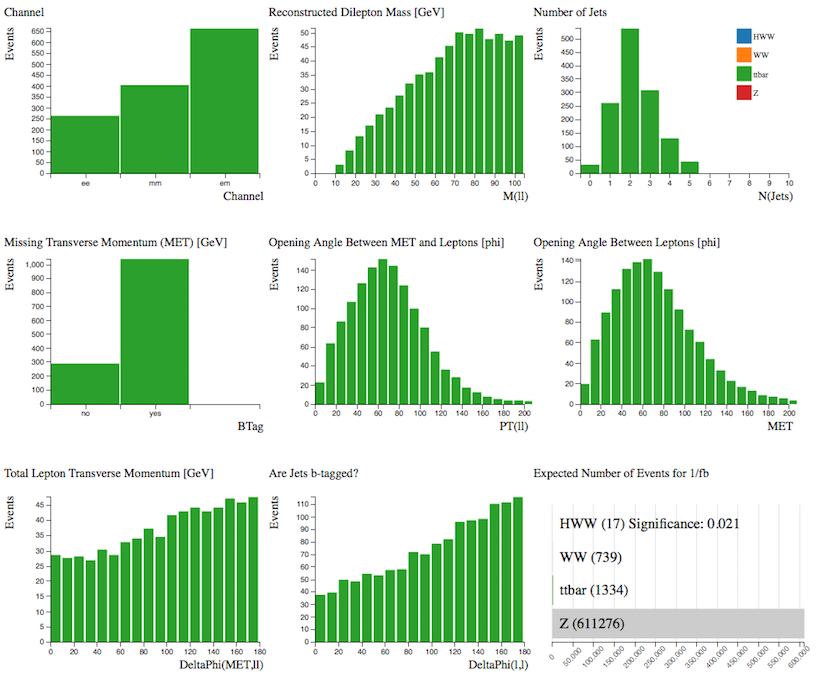 Channel
Events
650
600
550
500
450
400
350
300
250
200
150
100
50
0
ee mm em
Channel
Reconstructed Dilepton Mass [GeV]
Events
50
45
40
35
30
25
20
15
10
5
0
0 10 20 30 40 50 60 70 80 90 100
M(ll)
Number of Jets
Events
500
450
400
350
300
250
200
150
100
50
0
0 1 2 3 4 5 6 7 8 9 10
N(Jets)
HWW
WW
ttbar
Z
Missing Transverse Momentum (MET) [GeV]
Events
1,000
900
800
700
600
500
400
300
200
100
0
no yes
BTag
Opening Angle Between MET and Leptons [phi]
Events
140
120
100
80
60
40
20
0
0 20 40 60 80 100 120 140 160 180 200
PT(ll)
Opening Angle Between Leptons [phi]
Events
140
120
100
80
60
40
20
0
0 20 40 60 80 100 120 140 160 180 200
MET
Total Lepton Transverse Momentum [GeV]
Events
45
40
35
30
25
20
15
10
5
0
0 20 40 60 80 100 120 140 160 180
DeltaPhi(MET,ll)
Are Jets b-tagged?
Events
110
100
90
80
70
60
50
40
30
20
10
0
0 20 40 60 80 100 120 140 160 180
DeltaPhi(l,l)
Expected Number of Events for 1/fb
HWW (17) Significance: 0.021
WW (739)
ttbar (1334)
Z (611276)
0 50,000 100,000 150,000 200,000 250,000 300,000 350,000 400,000 450,000 500,000 550,000 600,000